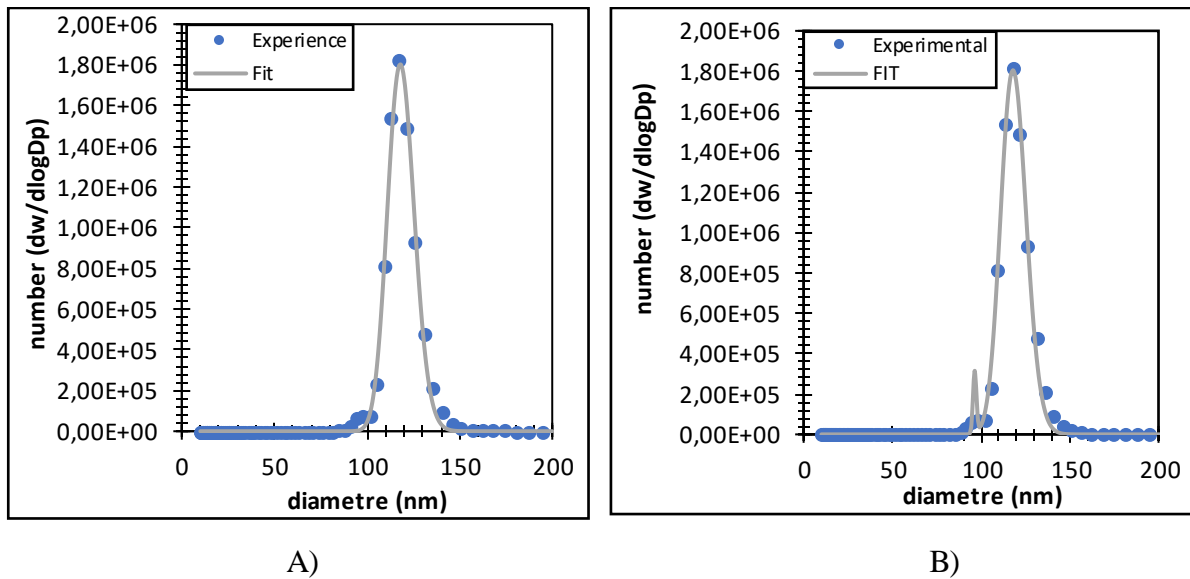 2,00E+06
1,80E+06
1,60E+06
1,40E+06
1,20E+06
1,00E+06
8,00E+05
6,00E+05
4,00E+05
2,00E+05
0,00E+00
number (dw/dlogDp)
Experience
Fit
0 50 100 150 200
diametre (nm)
A)
2,00E+06
1,80E+06
1,60E+06
1,40E+06
1,20E+06
1,00E+06
8,00E+05
6,00E+05
4,00E+05
2,00E+05
0,00E+00
number (dw/dlogDp)
Experimental
FIT
0 50 100 150 200
diametre (nm)
B)